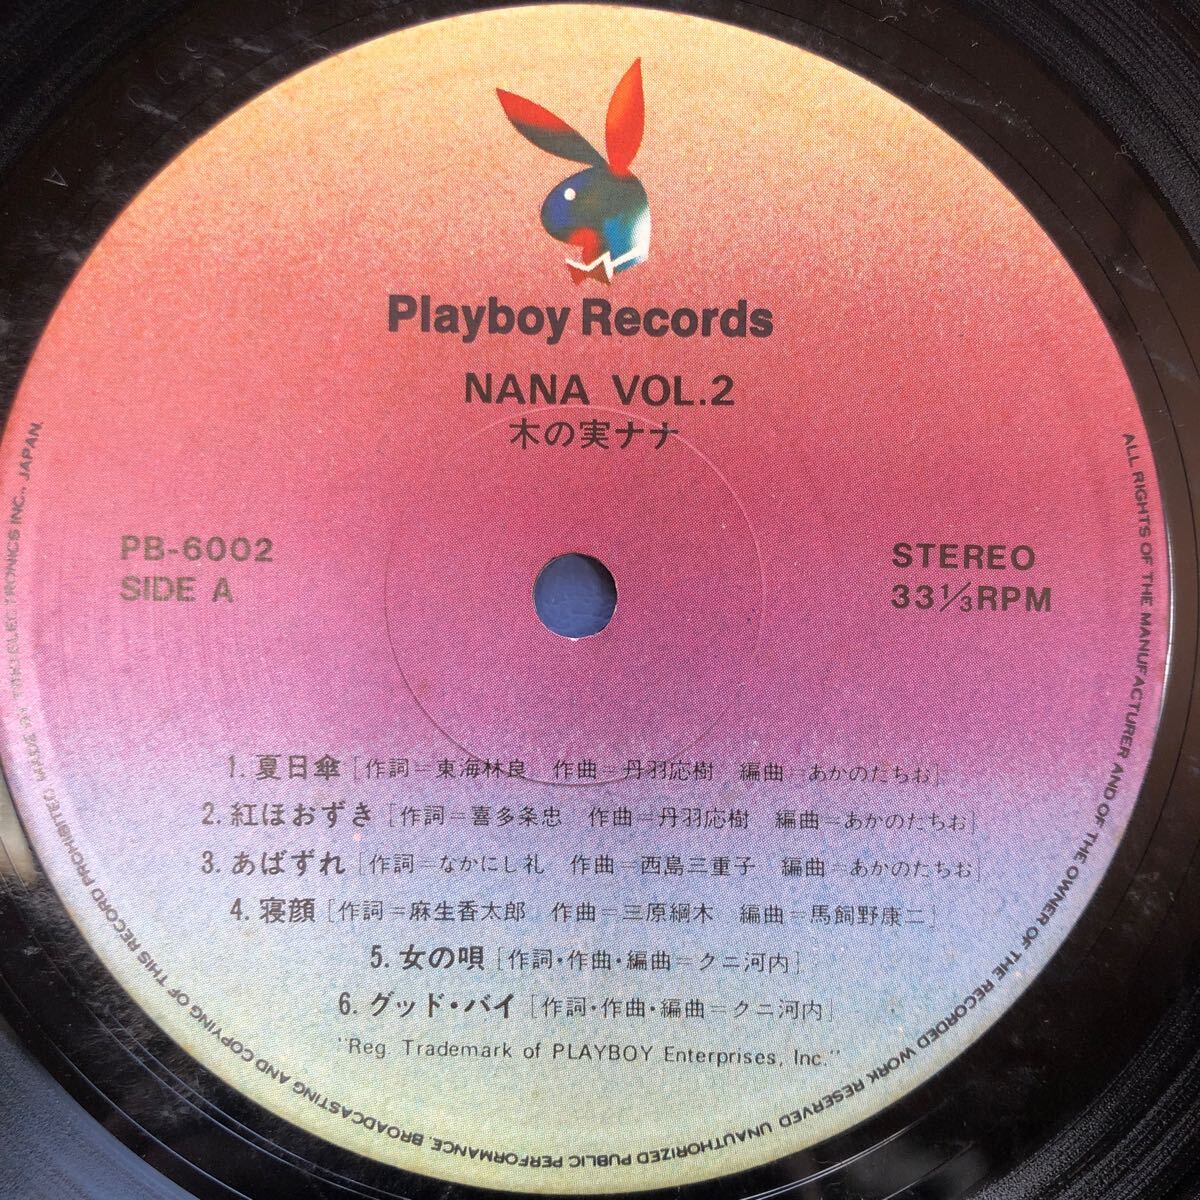 Playboy Records
NANA VOL.2
木の実ナナ
PB-6002
SIDE A
STEREO
33⅓RPM
1. 夏日傘 [作詞=東海林良 作曲=丹羽応樹 編曲=あかのたちお]
2. 紅ほおずき [作詞=喜多条忠 作曲=丹羽応樹 編曲=あかのたちお]
3. あばずれ [作詞=なかにし礼 作曲=西島三重子 編曲=あかのたちお]
4. 寝顔 [作詞=麻生香太郎 作曲=三原綱木 編曲=馬飼野康二]
5. 女の唄 [作詞・作曲・編曲=クニ河内]
6. グッド・バイ [作詞・作曲・編曲=クニ河内]
"Reg. Trademark of PLAYBOY Enterprises, Inc."
ALL RIGHTS OF THE MANUFACTURER AND OF THE OWNER OF THE RECORDED WORK RESERVED UNAUTHORIZED PUBLIC PERFORMANCE. BROADCASTING AND COPYING OF THIS RECORD PROHIBITED. MADE BY ELECTRONICS INC., JAPAN.